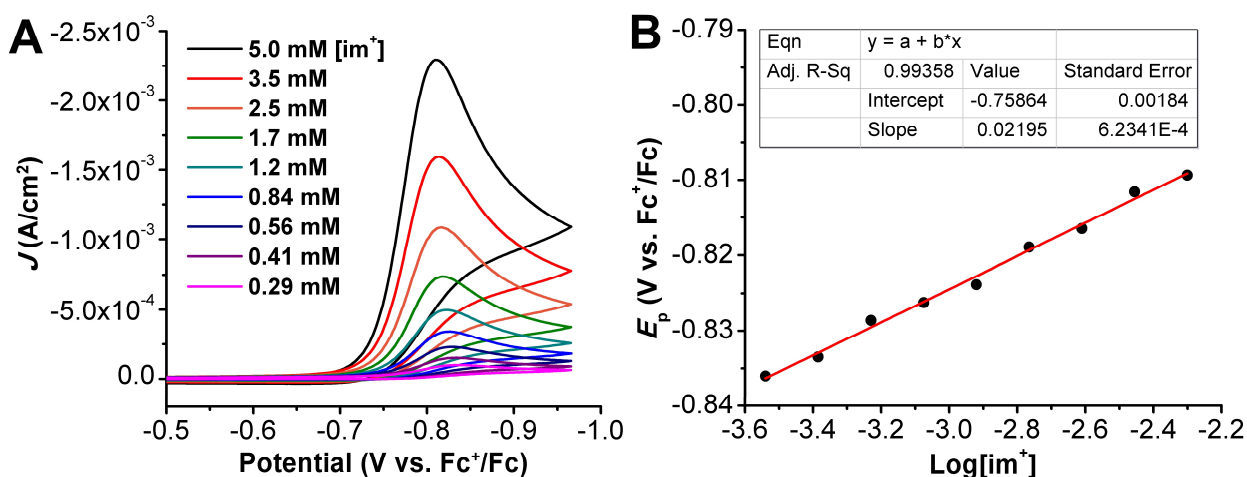 A
-2.5x10-3
-2.0x10-3
-1.5x10-3
-1.0x10-3
-5.0x10-4
0.0
J (A/cm²)
5.0 mM [im+]
3.5 mM
2.5 mM
1.7 mM
1.2 mM
0.84 mM
0.56 mM
0.41 mM
0.29 mM
-0.5 -0.6 -0.7 -0.8 -0.9 -1.0
Potential (V vs. Fc+/Fc)
B
-0.79
-0.80
-0.81
-0.82
-0.83
-0.84
Ep (V vs. Fc+/Fc)
Eqn y = a + b*x
Adj. R-Sq 0.99358 Value Standard Error
Intercept -0.75864 0.00184
Slope 0.02195 6.2341E-4
-3.6 -3.4 -3.2 -3.0 -2.8 -2.6 -2.4 -2.2
Log[im+]